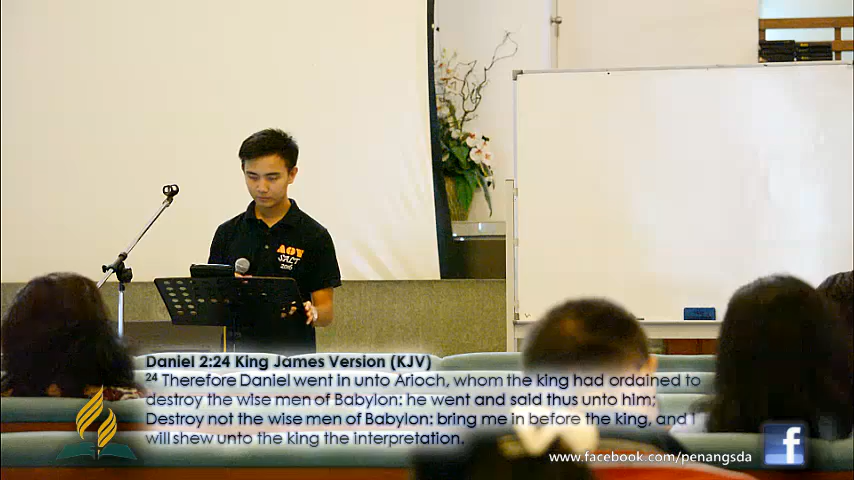 AOY
SALT
2016
Daniel 2:24 King James Version (KJV)
24 Therefore Daniel went in unto Arioch, whom the king had ordained to
destroy the wise men of Babylon: he went and said thus unto him;
Destroy not the wise men of Babylon: bring me in before the king, and I
will shew unto the king the interpretation.
www.facebook.com/penangsda
f